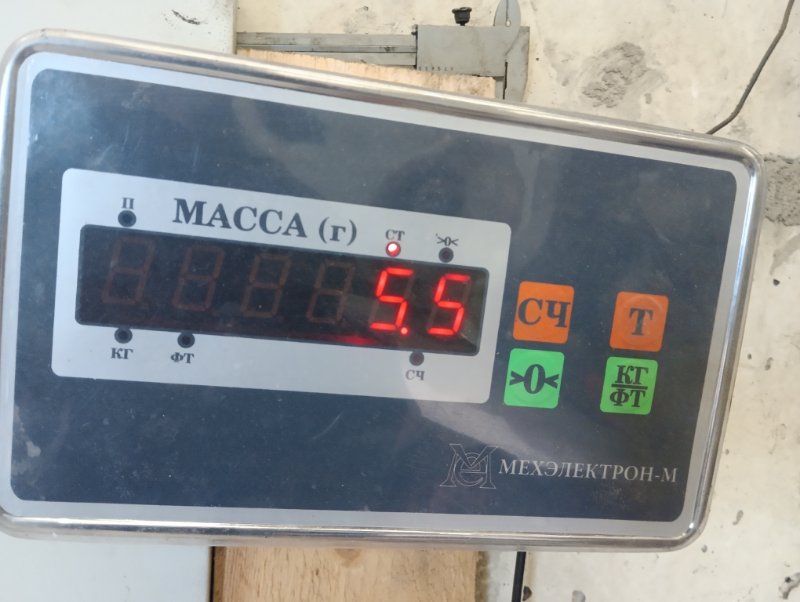 П
МАССА (г)
СТ
>0<
5.5
КГ
ФТ
СЧ
СЧ
Т
>0<
КГ
ФТ
МЕХЭЛЕКТРОН-М